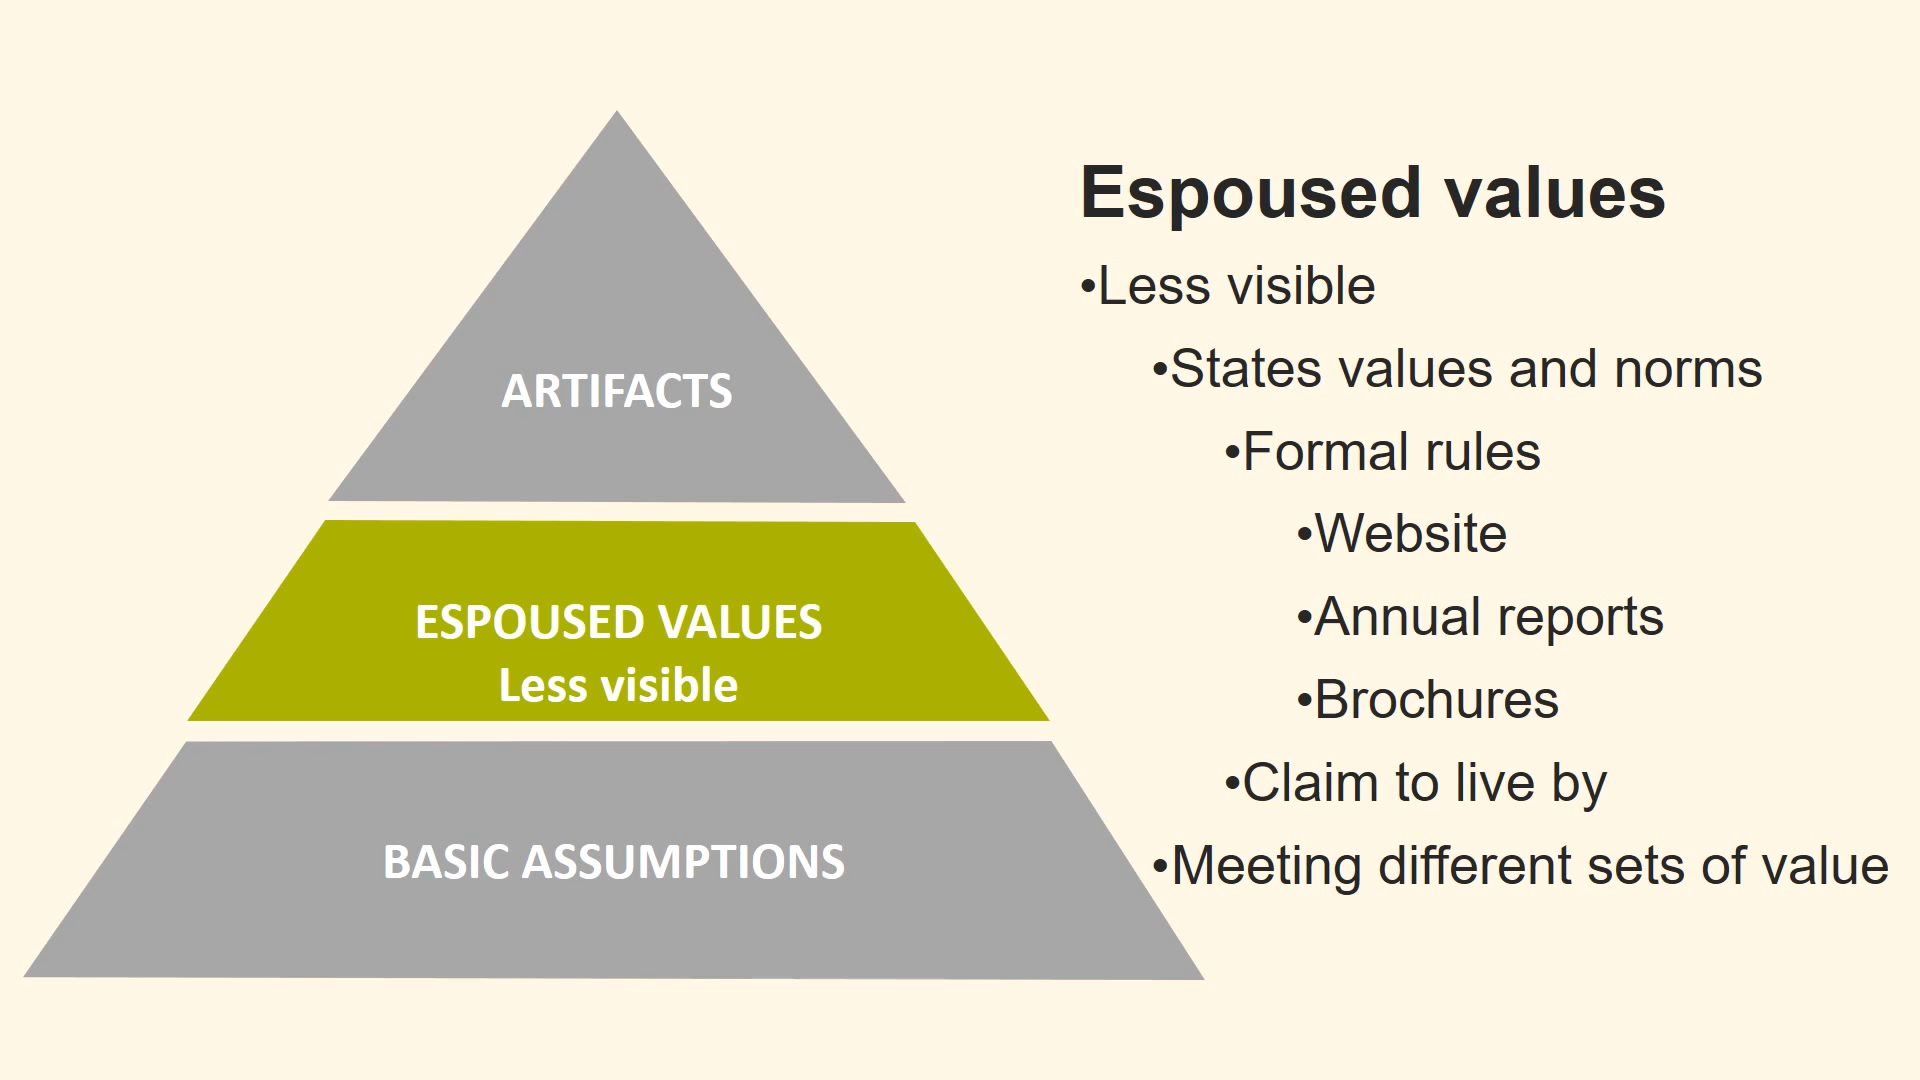 ARTIFACTS
ESPOUSED VALUES
Less visible
BASIC ASSUMPTIONS
Espoused values
•Less visible
•States values and norms
•Formal rules
•Website
•Annual reports
•Brochures
•Claim to live by
•Meeting different sets of value